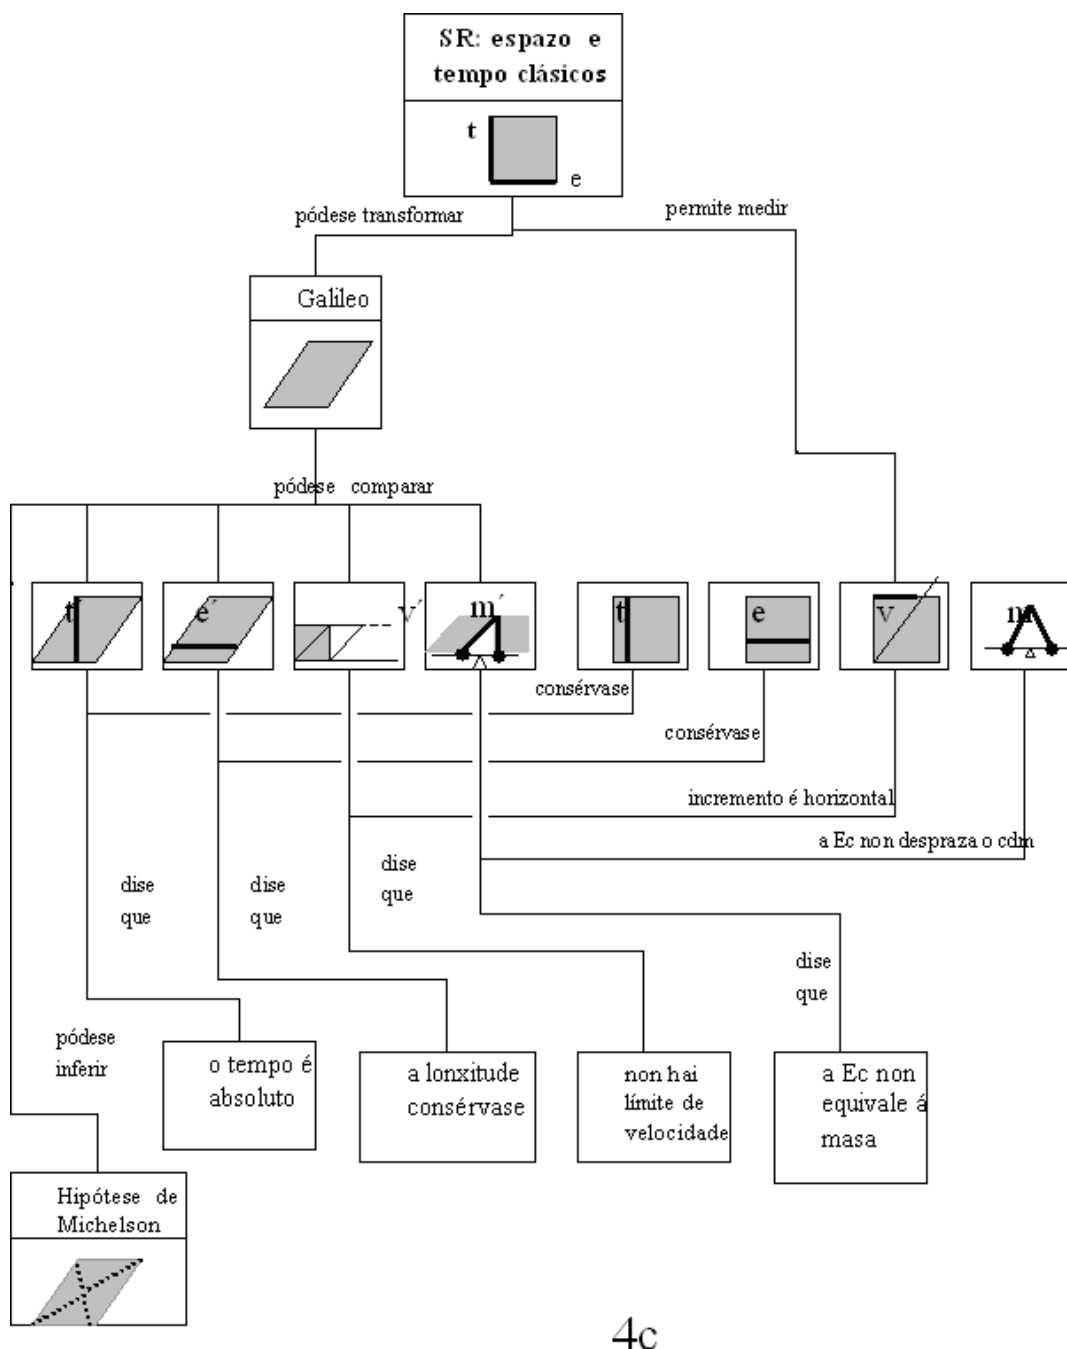 SR: espazo e
tempo clásicos
t
e
pódese transformar
permite medir
Galileo
pódese comparar
t´
e´
v´
m´
t
e
v
m
consérvase
consérvase
incremento é horizontal
a Ec non despraza o cdm
dise
que
dise
que
dise
que
dise
que
pódese
inferir
o tempo é
absoluto
a lonxitude
consérvase
non hai
límite de
velocidade
a Ec non
equivale á
masa
Hipótese de
Michelson
4c